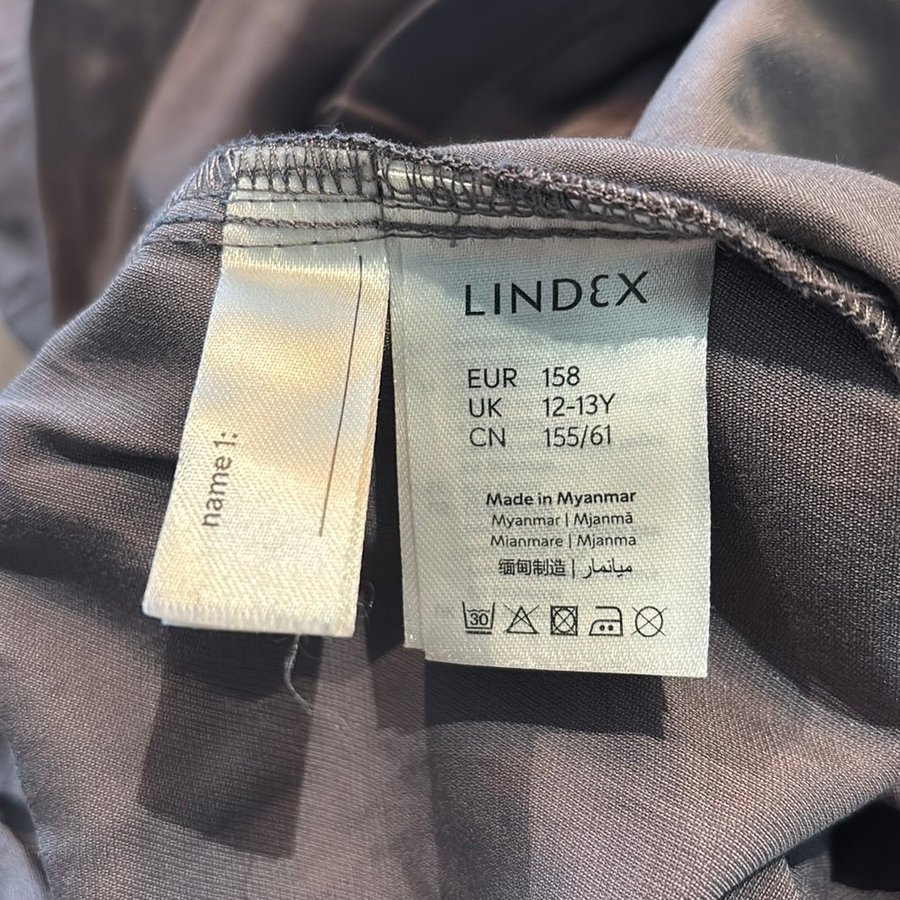 name 1:
LINDEX
EUR 158
UK 12-13Y
CN 155/61
Made in Myanmar
Myanmar | Mjanmā
Mianmare | Mjanma
缅甸制造 | ميانمار
30